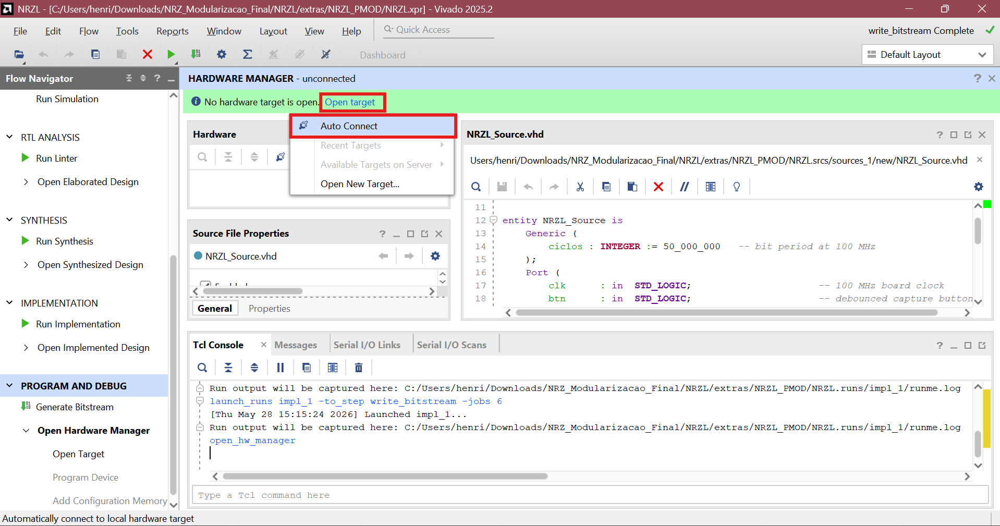 NRZL - [C:/Users/henri/Downloads/NRZ_Modularizacao_Final/NRZL/extras/NRZL_PMOD/NRZL.xpr] - Vivado 2025.2
File Edit Flow Tools Reports Window Layout View Help Quick Access
write_bitstream Complete
Dashboard
Default Layout
Flow Navigator
Run Simulation
RTL ANALYSIS
Run Linter
Open Elaborated Design
SYNTHESIS
Run Synthesis
Open Synthesized Design
IMPLEMENTATION
Run Implementation
Open Implemented Design
PROGRAM AND DEBUG
Generate Bitstream
Open Hardware Manager
Open Target
Program Device
Add Configuration Memory
HARDWARE MANAGER - unconnected
No hardware target is open. Open target
Auto Connect
Recent Targets
Available Targets on Server
Open New Target...
Hardware
Source File Properties
NRZL_Source.vhd
General Properties
NRZL_Source.vhd
Users/henri/Downloads/NRZ_Modularizacao_Final/NRZL/extras/NRZL_PMOD/NRZL.srcs/sources_1/new/NRZL_Source.vhd
11
12 entity NRZL_Source is
13 Generic (
14 ciclos : INTEGER := 50_000_000 -- bit period at 100 MHz
15 );
16 Port (
17 clk : in STD_LOGIC; -- 100 MHz board clock
18 btn : in STD_LOGIC; -- debounced capture button
Tcl Console Messages Serial I/O Links Serial I/O Scans
Run output will be captured here: C:/Users/henri/Downloads/NRZ_Modularizacao_Final/NRZL/extras/NRZL_PMOD/NRZL.runs/impl_1/runme.log
launch_runs impl_1 -to_step write_bitstream -jobs 6
[Thu May 28 15:15:24 2026] Launched impl_1...
Run output will be captured here: C:/Users/henri/Downloads/NRZ_Modularizacao_Final/NRZL/extras/NRZL_PMOD/NRZL.runs/impl_1/runme.log
open_hw_manager
Type a Tcl command here
Automatically connect to local hardware target